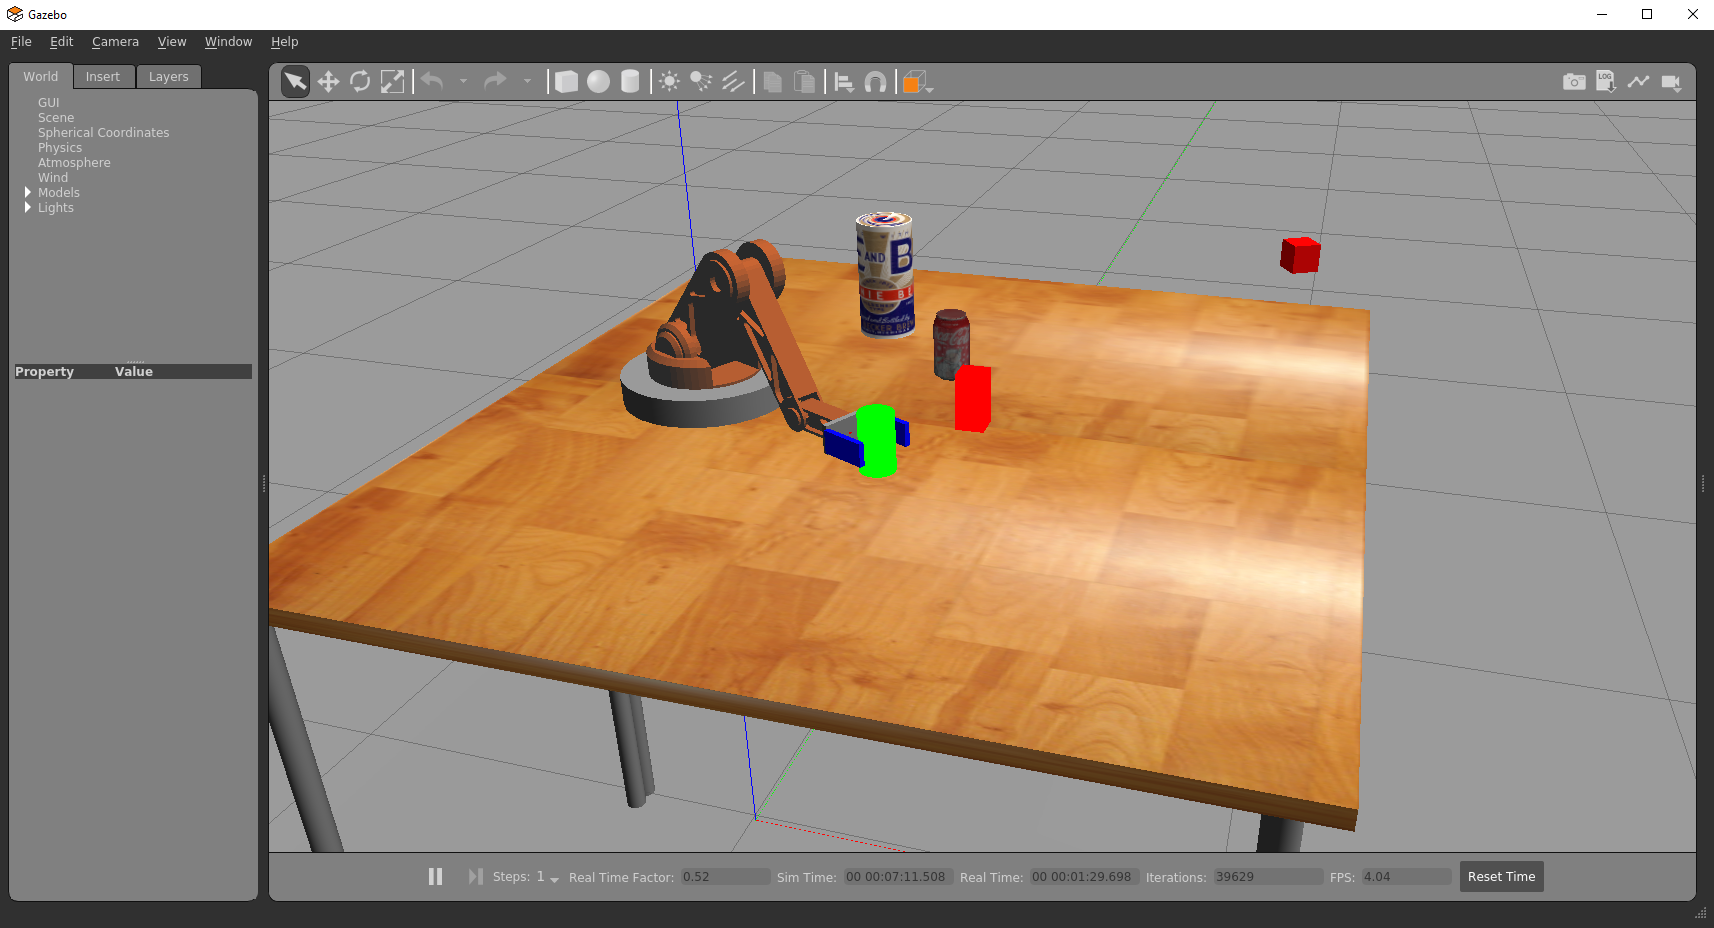 Gazebo
File Edit Camera View Window Help
World Insert Layers
GUI
Scene
Spherical Coordinates
Physics
Atmosphere
Wind
Models
Lights
Property Value
LOG
AND B
Steps: 1 Real Time Factor: 0.52 Sim Time: 00 00:07:11.508 Real Time: 00 00:01:29.698 Iterations: 39629 FPS: 4.04 Reset Time